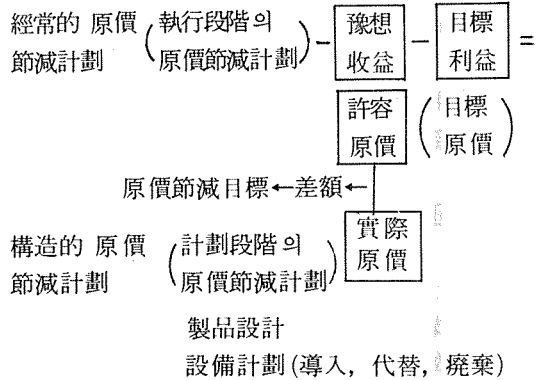 經常的 原價 (執行段階의 - 豫想 - 目標 =
節減計劃 原價節減計劃) 收益 利益
許容 (目標
原價 原價)
原價節減目標←差額←
構造的 原價 (計劃段階의 實際
節減計劃 原價節減計劃) 原價
製品設計
設備計劃(導入, 代替, 廢棄)